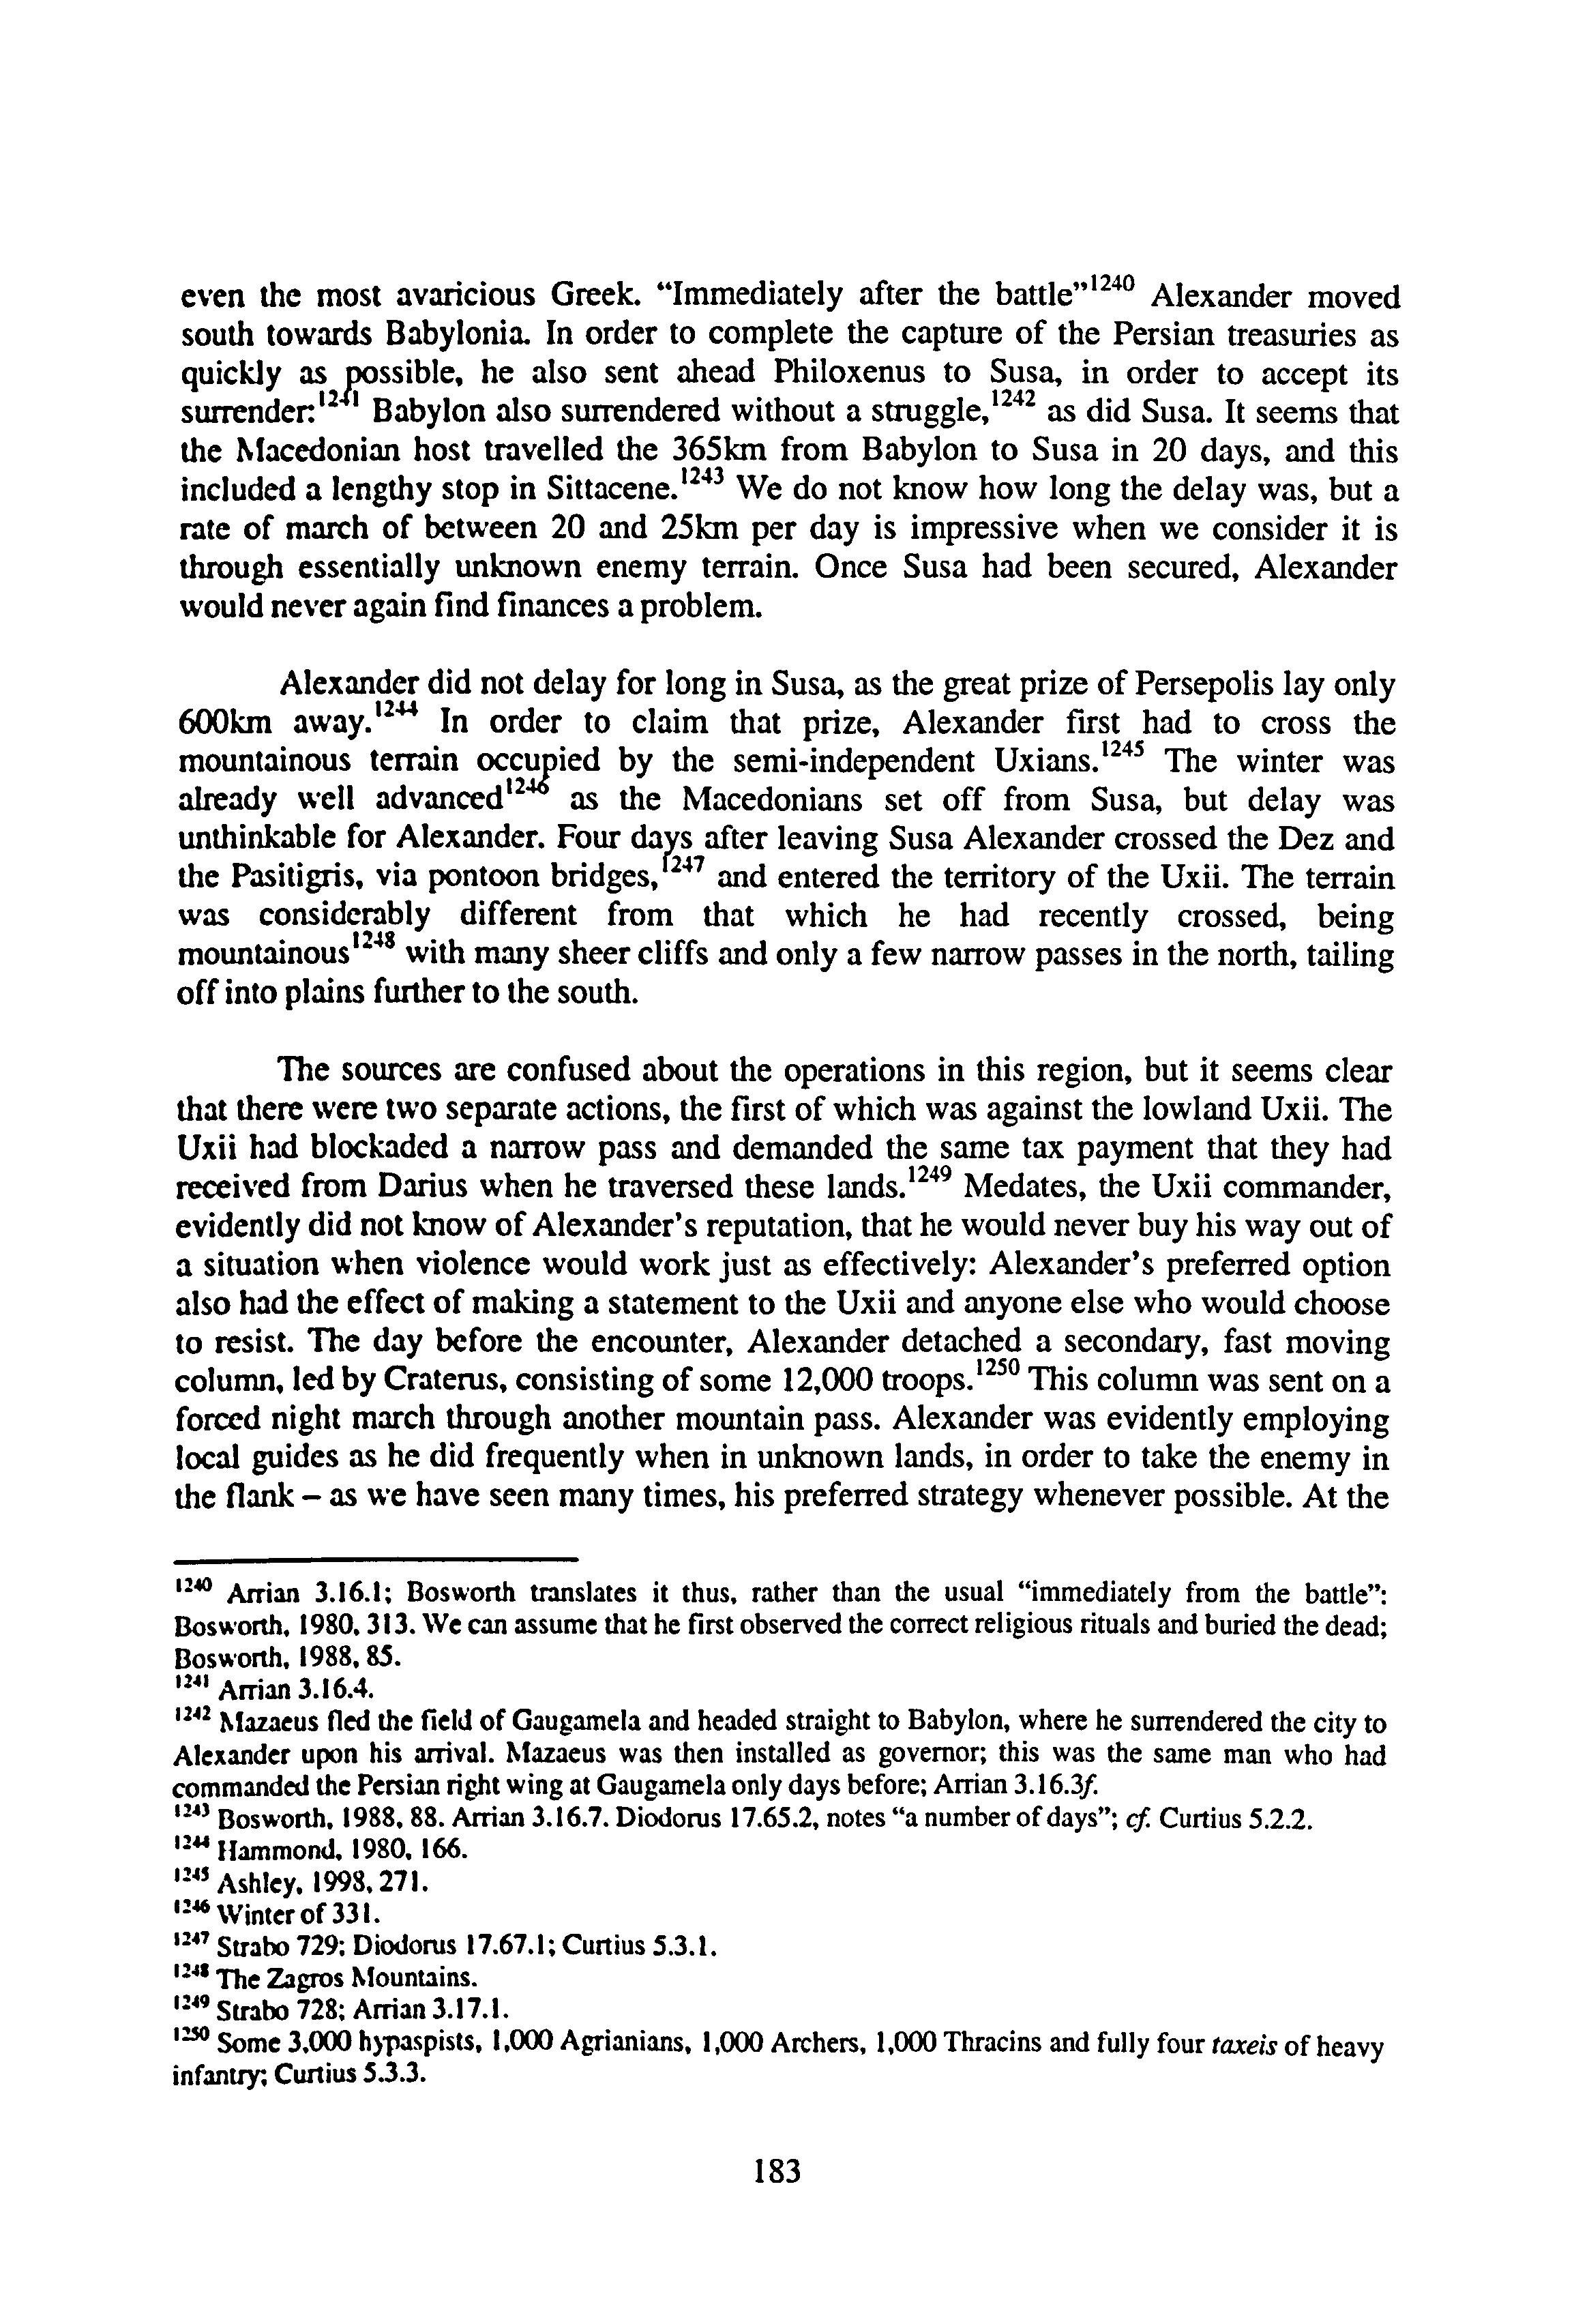 even the most avaricious Greek. “Immediately after the battle”1240 Alexander moved
south towards Babylonia. In order to complete the capture of the Persian treasuries as
quickly as possible, he also sent ahead Philoxenus to Susa, in order to accept its
surrender:1241 Babylon also surrendered without a struggle,1242 as did Susa. It seems that
the Macedonian host travelled the 365km from Babylon to Susa in 20 days, and this
included a lengthy stop in Sittacene.1243 We do not know how long the delay was, but a
rate of march of between 20 and 25km per day is impressive when we consider it is
through essentially unknown enemy terrain. Once Susa had been secured, Alexander
would never again find finances a problem.
Alexander did not delay for long in Susa, as the great prize of Persepolis lay only
600km away.1244 In order to claim that prize, Alexander first had to cross the
mountainous terrain occupied by the semi-independent Uxians.1245 The winter was
already well advanced1246 as the Macedonians set off from Susa, but delay was
unthinkable for Alexander. Four days after leaving Susa Alexander crossed the Dez and
the Pasitigris, via pontoon bridges,1247 and entered the territory of the Uxii. The terrain
was considerably different from that which he had recently crossed, being
mountainous1248 with many sheer cliffs and only a few narrow passes in the north, tailing
off into plains further to the south.
The sources are confused about the operations in this region, but it seems clear
that there were two separate actions, the first of which was against the lowland Uxii. The
Uxii had blockaded a narrow pass and demanded the same tax payment that they had
received from Darius when he traversed these lands.1249 Medates, the Uxii commander,
evidently did not know of Alexander’s reputation, that he would never buy his way out of
a situation when violence would work just as effectively: Alexander’s preferred option
also had the effect of making a statement to the Uxii and anyone else who would choose
to resist. The day before the encounter, Alexander detached a secondary, fast moving
column, led by Craterus, consisting of some 12,000 troops.1250 This column was sent on a
forced night march through another mountain pass. Alexander was evidently employing
local guides as he did frequently when in unknown lands, in order to take the enemy in
the flank – as we have seen many times, his preferred strategy whenever possible. At the
1240 Arrian 3.16.1; Bosworth translates it thus, rather than the usual “immediately from the battle”:
Bosworth, 1980, 313. We can assume that he first observed the correct religious rituals and buried the dead;
Bosworth, 1988, 85.
1241 Arrian 3.16.4.
1242 Mazaeus fled the field of Gaugamela and headed straight to Babylon, where he surrendered the city to
Alexander upon his arrival. Mazaeus was then installed as governor; this was the same man who had
commanded the Persian right wing at Gaugamela only days before; Arrian 3.16.3f.
1243 Bosworth, 1988, 88. Arrian 3.16.7. Diodorus 17.65.2, notes “a number of days”; cf. Curtius 5.2.2.
1244 Hammond, 1980, 166.
1245 Ashley, 1998, 271.
1246 Winter of 331.
1247 Strabo 729; Diodorus 17.67.1; Curtius 5.3.1.
1248 The Zagros Mountains.
1249 Strabo 728; Arrian 3.17.1.
1250 Some 3,000 hypaspists, 1,000 Agrianians, 1,000 Archers, 1,000 Thracins and fully four taxeis of heavy
infantry; Curtius 5.3.3.
183